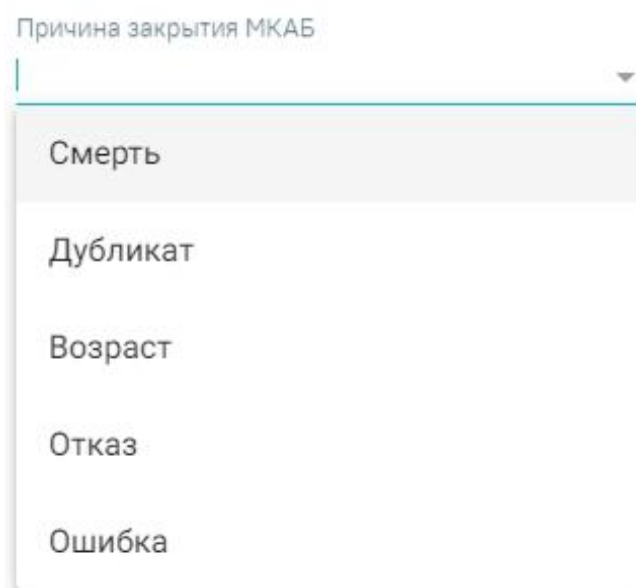 Причина закрытия МКАБ
Смерть
Дубликат
Возраст
Отказ
Ошибка